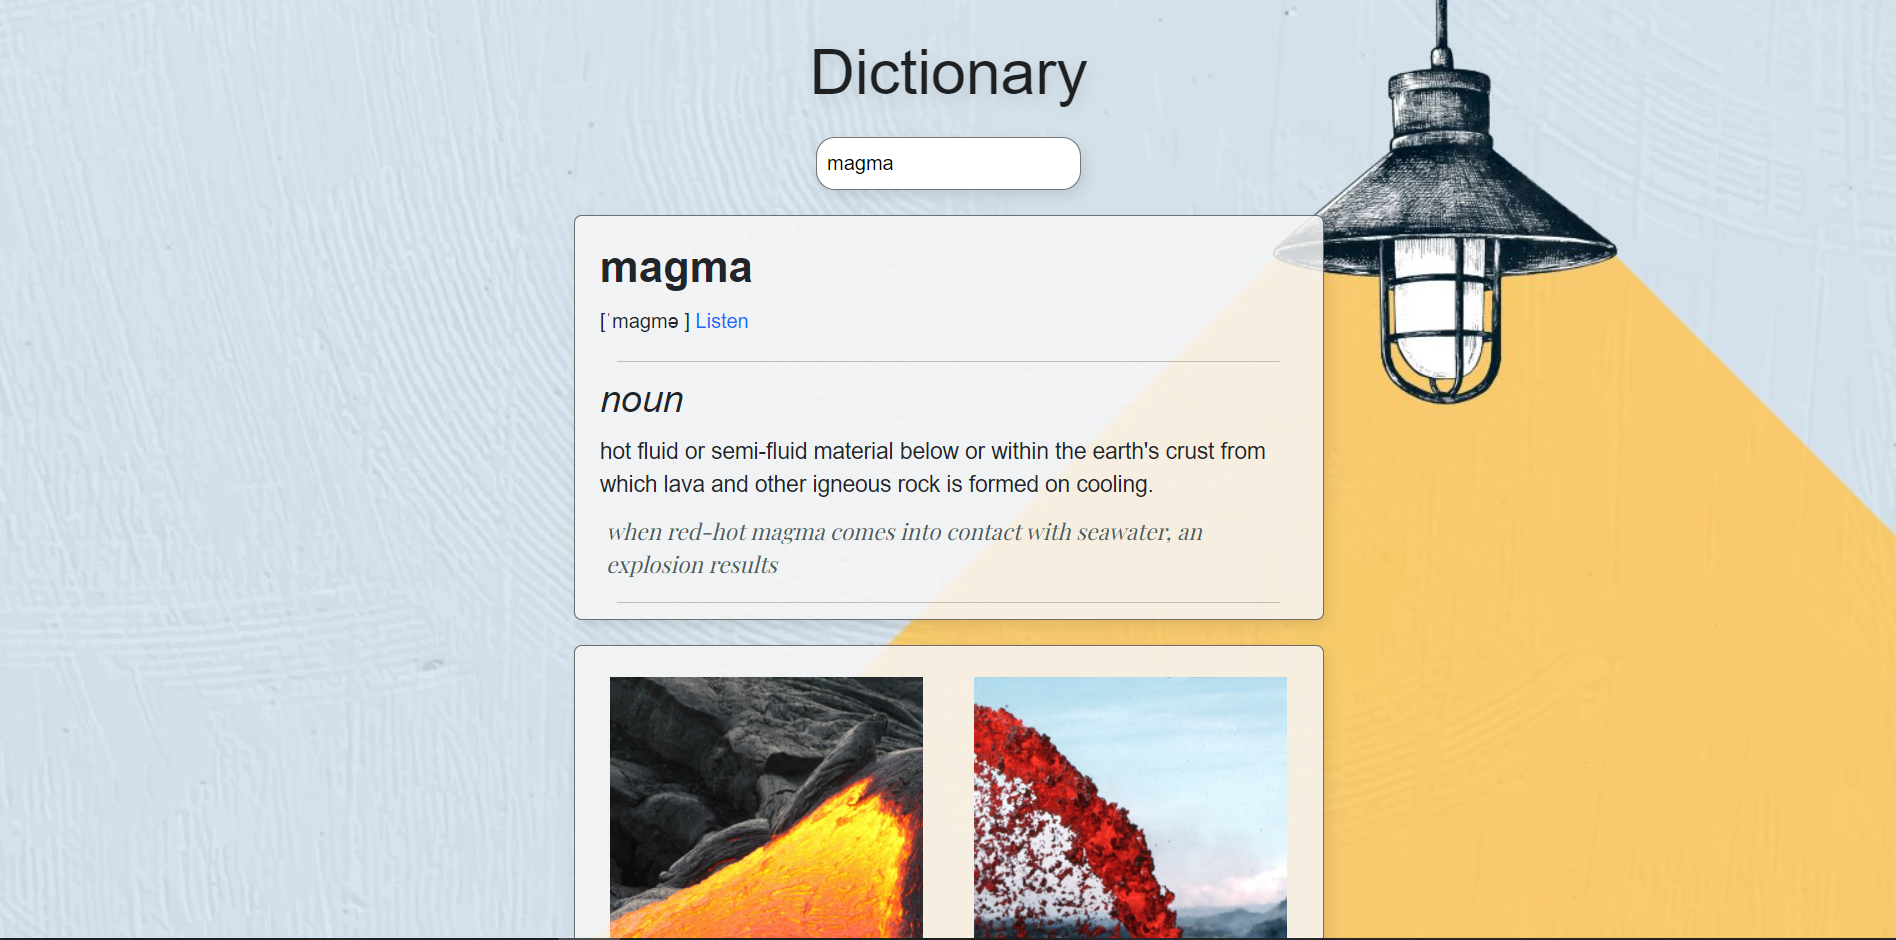 Dictionary
magma
magma
[ˈmagmə ] Listen
noun
hot fluid or semi-fluid material below or within the earth's crust from
which lava and other igneous rock is formed on cooling.
when red-hot magma comes into contact with seawater, an
explosion results